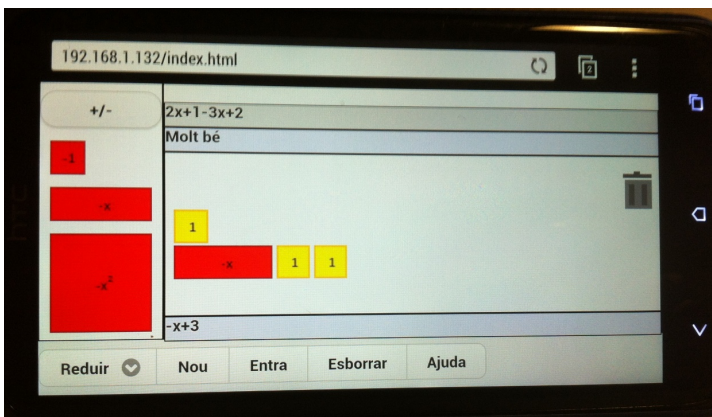 192.168.1.132/index.html
2
+/-
2x+1-3x+2
Molt bé
-1
-x
-x²
1
-x 1 1
-x+3
Reduir Nou Entra Esborrar Ajuda